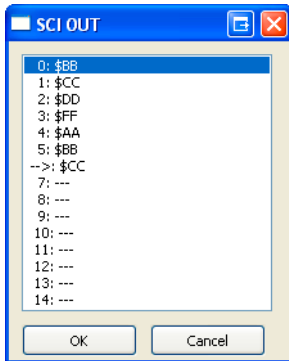 SCI OUT
0: $BB
1: $CC
2: $DD
3: $FF
4: $AA
5: $BB
-->: $CC
7: ---
8: ---
9: ---
10: ---
11: ---
12: ---
13: ---
14: ---
OK Cancel